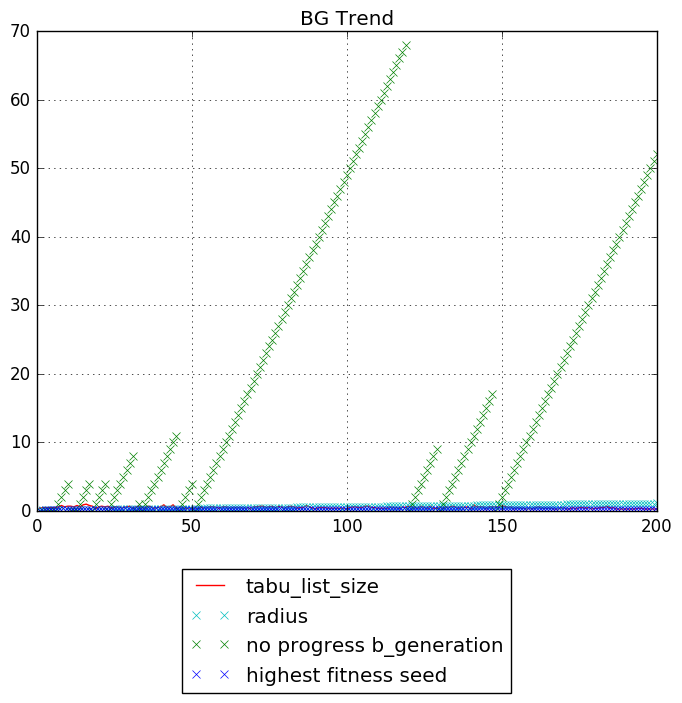 BG Trend
70
60
50
40
30
20
10
0
0 50 100 150 200
tabu_list_size
radius
no progress b_generation
highest fitness seed